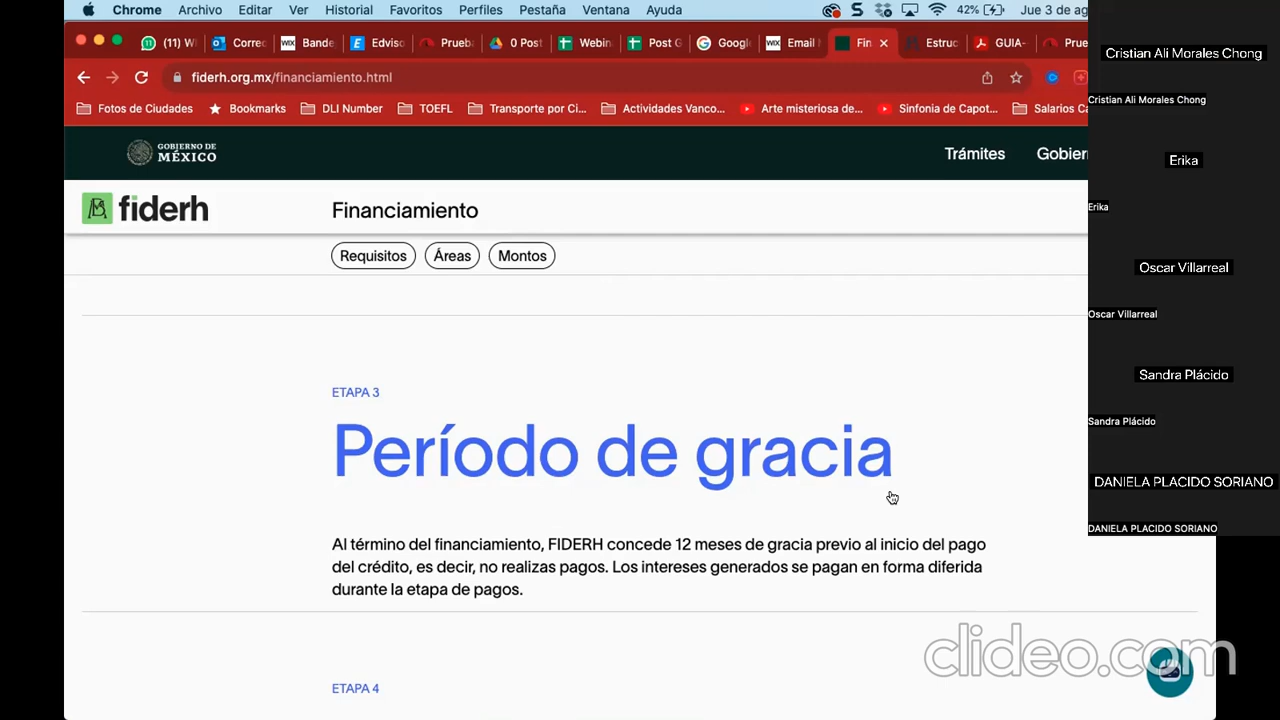 Chrome Archivo Editar Ver Historial Favoritos Perfiles Pestaña Ventana Ayuda 42% Jue 3 de ag
(11) W Correo Bande Edviso Prueba 0 Post Webina Post G Google Email M Fin Estruc GUIA- Prue
fiderh.org.mx/financiamiento.html
Fotos de Ciudades Bookmarks DLI Number TOEFL Transporte por Ci... Actividades Vanco... Arte misteriosa de... Sinfonia de Capot... Salarios Ca
GOBIERNO DE
MÉXICO
Trámites Gobier
fiderh Financiamiento
Requisitos Áreas Montos
ETAPA 3
Período de gracia
Al término del financiamiento, FIDERH concede 12 meses de gracia previo al inicio del pago
del crédito, es decir, no realizas pagos. Los intereses generados se pagan en forma diferida
durante la etapa de pagos.
ETAPA 4
Cristian Ali Morales Chong
Cristian Ali Morales Chong
Erika
Erika
Oscar Villarreal
Oscar Villarreal
Sandra Plácido
Sandra Plácido
DANIELA PLACIDO SORIANO
DANIELA PLACIDO SORIANO
clideo.com